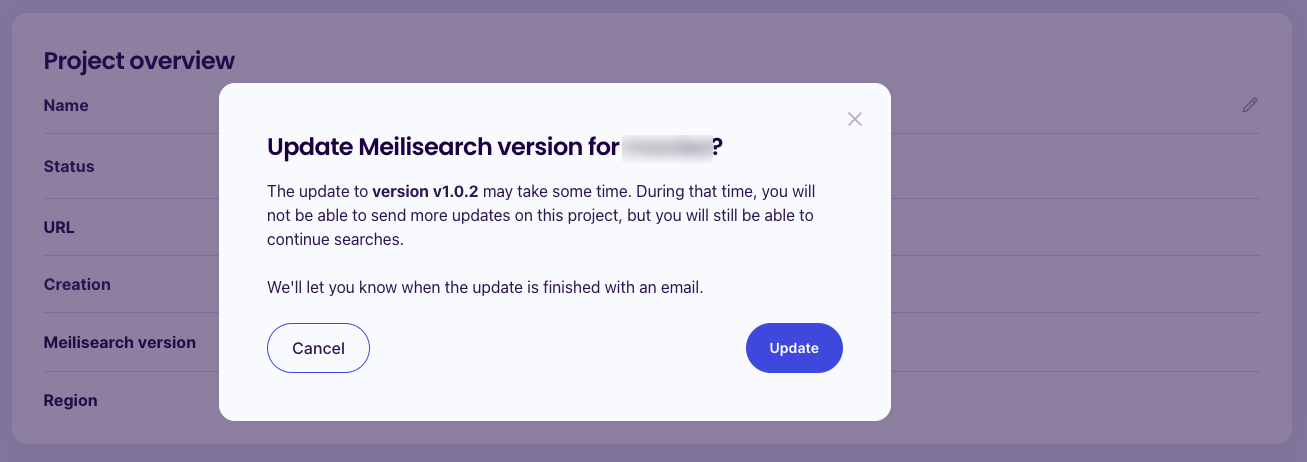 Project overview
Name
Update Meilisearch version for ?
Status
The update to version v1.0.2 may take some time. During that time, you will
not be able to send more updates on this project, but you will still be able to
URL
continue searches.
Creation
We'll let you know when the update is finished with an email.
Meilisearch version
Cancel
Update
Region